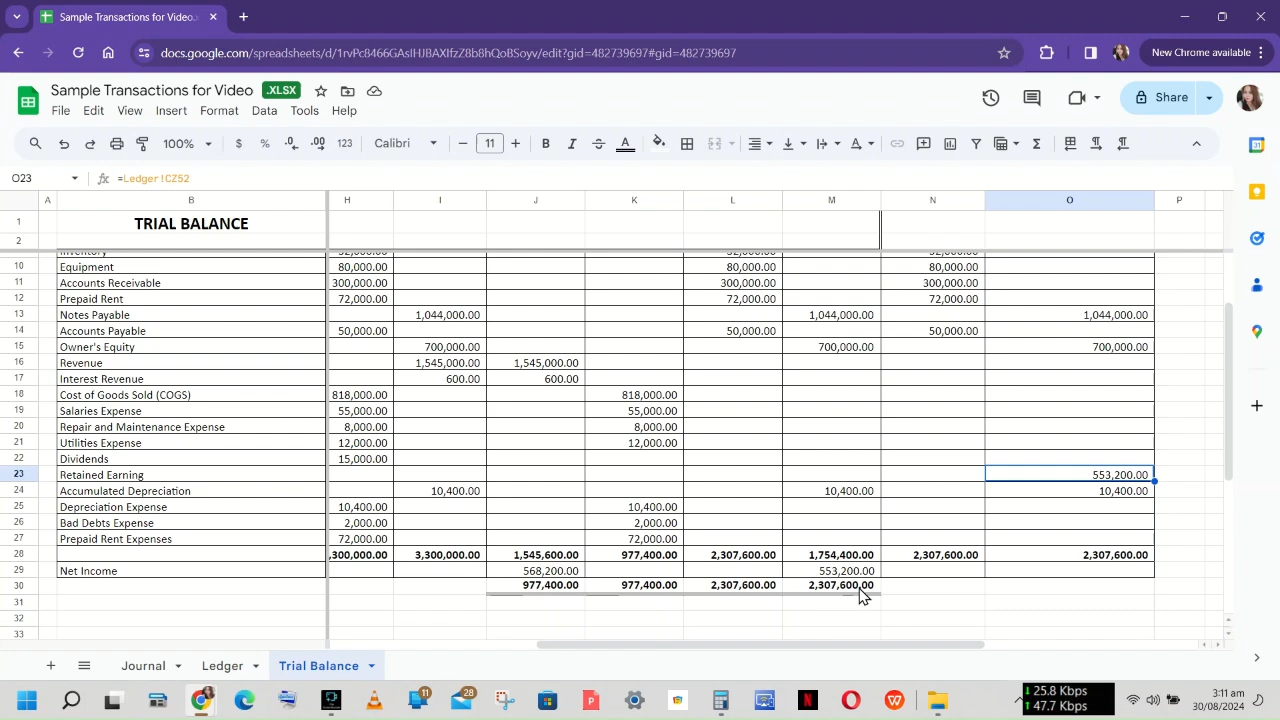 Sample Transactions for Video.
docs.google.com/spreadsheets/d/1rvPc8466GAsIHJBAXIfzZ8b8hQoBSoyv/edit?gid=482739697#gid=482739697
New Chrome available
Sample Transactions for Video .XLSX
File Edit View Insert Format Data Tools Help
Share
100% $ % .0 .00 123 Calibri 11 B I S A
O23 fx =Ledger!CZ52
A B H I J K L M N O P
1 TRIAL BALANCE
2
10 Equipment 80,000.00 80,000.00 80,000.00
11 Accounts Receivable 300,000.00 300,000.00 300,000.00
12 Prepaid Rent 72,000.00 72,000.00 72,000.00
13 Notes Payable 1,044,000.00 1,044,000.00 1,044,000.00
14 Accounts Payable 50,000.00 50,000.00 50,000.00
15 Owner's Equity 700,000.00 700,000.00 700,000.00
16 Revenue 1,545,000.00 1,545,000.00
17 Interest Revenue 600.00 600.00
18 Cost of Goods Sold (COGS) 818,000.00 818,000.00
19 Salaries Expense 55,000.00 55,000.00
20 Repair and Maintenance Expense 8,000.00 8,000.00
21 Utilities Expense 12,000.00 12,000.00
22 Dividends 15,000.00
23 Retained Earning 553,200.00
24 Accumulated Depreciation 10,400.00 10,400.00 10,400.00
25 Depreciation Expense 10,400.00 10,400.00
26 Bad Debts Expense 2,000.00 2,000.00
27 Prepaid Rent Expenses 72,000.00 72,000.00
28 ,300,000.00 3,300,000.00 1,545,600.00 977,400.00 2,307,600.00 1,754,400.00 2,307,600.00 2,307,600.00
29 Net Income 568,200.00 553,200.00
30 977,400.00 977,400.00 2,307,600.00 2,307,600.00
31
32
33
Journal Ledger Trial Balance
11 28
25.8 Kbps
47.7 Kbps
3:11 am
30/08/2024